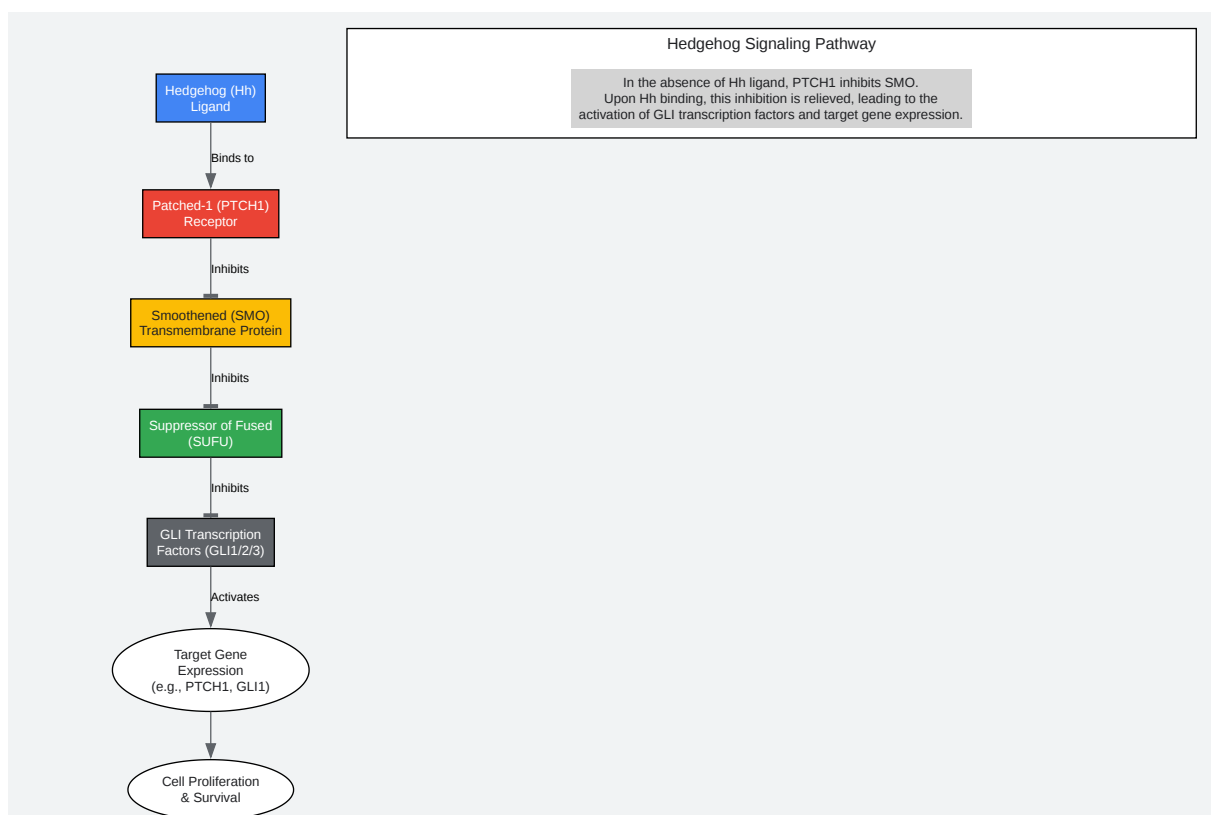 Hedgehog Signaling Pathway
In the absence of Hh ligand, PTCH1 inhibits SMO.
Upon Hh binding, this inhibition is relieved, leading to the
activation of GLI transcription factors and target gene expression.
Hedgehog (Hh)
Ligand
Binds to
Patched-1 (PTCH1)
Receptor
Inhibits
Smoothened (SMO)
Transmembrane Protein
Inhibits
Suppressor of Fused
(SUFU)
Inhibits
GLI Transcription
Factors (GLI1/2/3)
Activates
Target Gene
Expression
(e.g., PTCH1, GLI1)
Cell Proliferation
& Survival